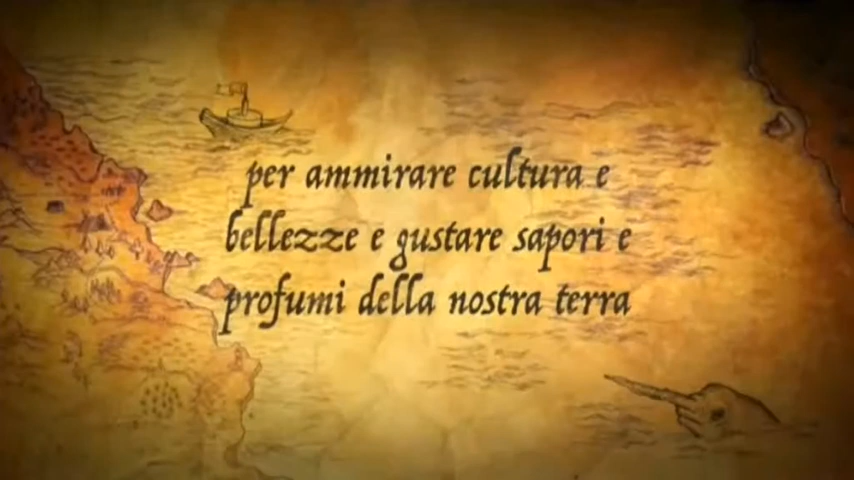 per ammirare cultura e
bellezze e gustare sapori e
profumi della nostra terra